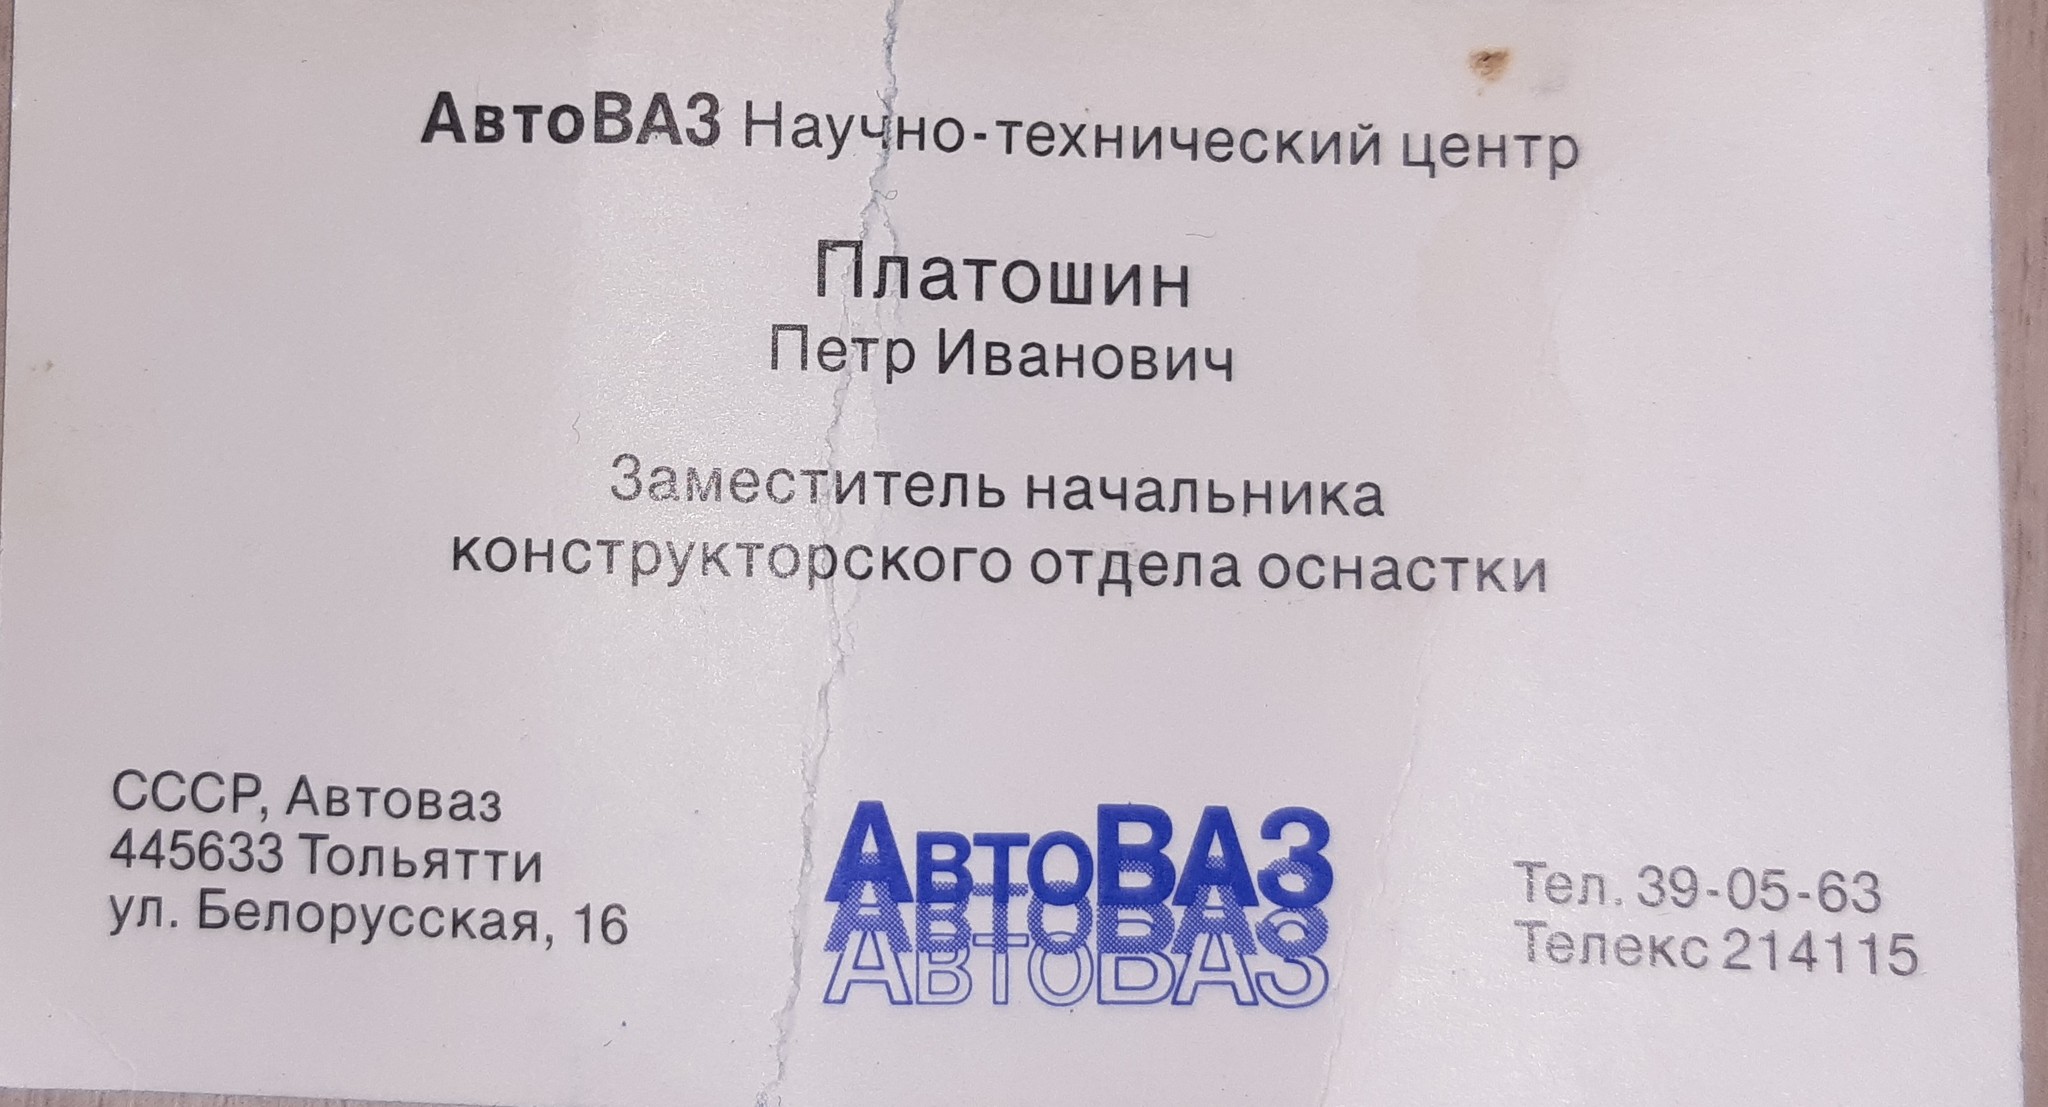 АвтоВАЗ Научно-технический центр
Платошин
Петр Иванович
Заместитель начальника
конструкторского отдела оснастки
СССР, Автоваз
445633 Тольятти
ул. Белорусская, 16
АвтоВАЗ
АвтоВАЗ
АвтоВАЗ
Тел. 39-05-63
Телекс 214115